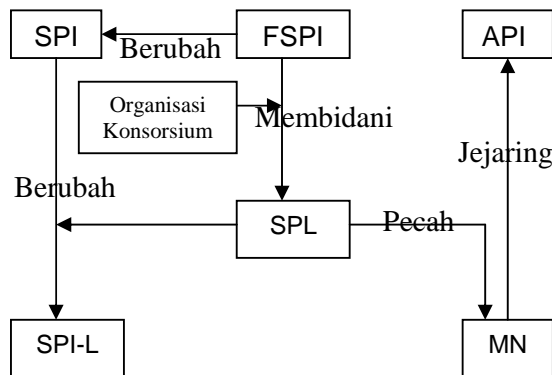 SPI
FSPI
API
Berubah
Organisasi
Konsorsium
Membidani
Jejaring
Berubah
SPL
Pecah
SPI-L
MN